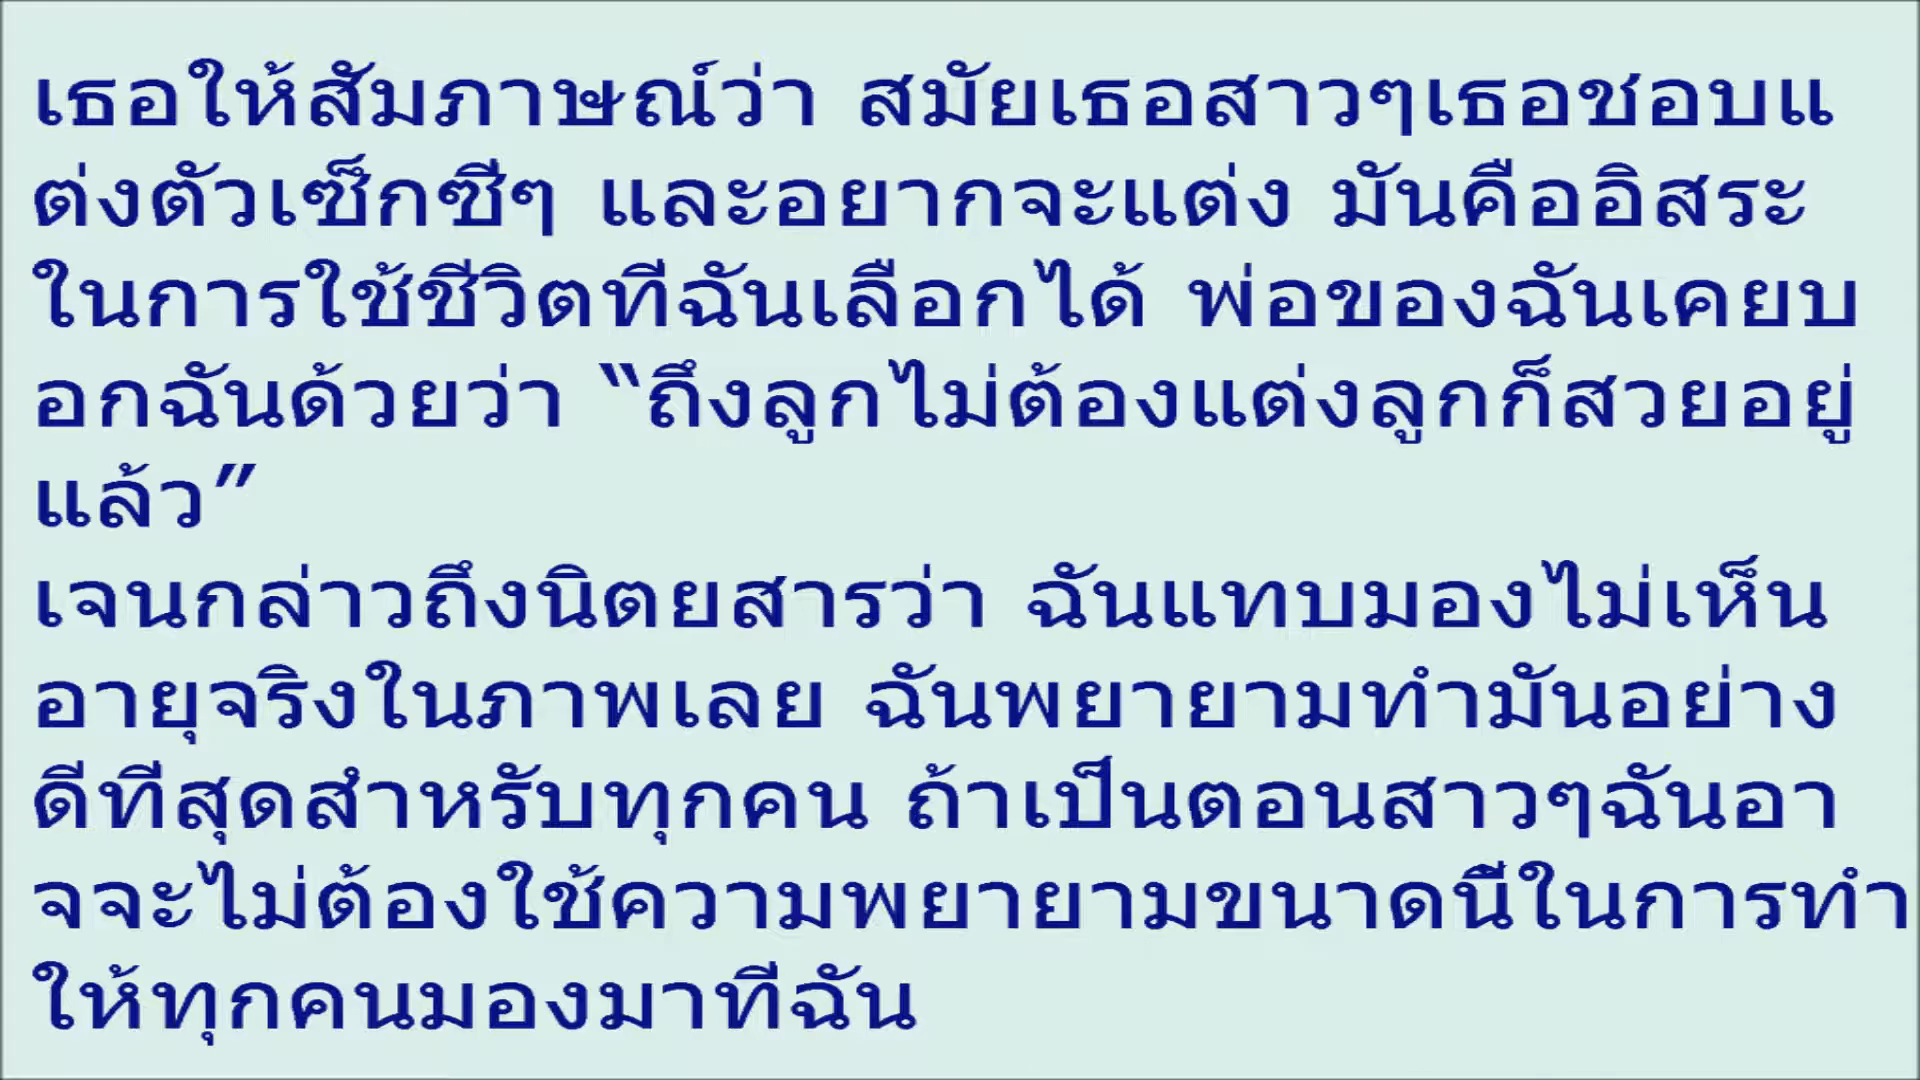 เธอให้สัมภาษณ์ว่า สมัยเธอสาวๆเธอชอบแ
ต่งตัวเซ็กซี่ๆ และอยากจะแต่ง มันคืออิสระ
ในการใช้ชีวิตที่ฉันเลือกได้ พ่อของฉันเคยบ
อกฉันด้วยว่า “ถึงลูกไม่ต้องแต่งลูกก็สวยอยู่
แล้ว”
เจนกล่าวถึงนิตยสารว่า ฉันแทบมองไม่เห็น
อายุจริงในภาพเลย ฉันพยายามทำมันอย่าง
ดีที่สุดสำหรับทุกคน ถ้าเป็นตอนสาวๆฉันอา
จจะไม่ต้องใช้ความพยายามขนาดนี้ในการทำ
ให้ทุกคนมองมาที่ฉัน